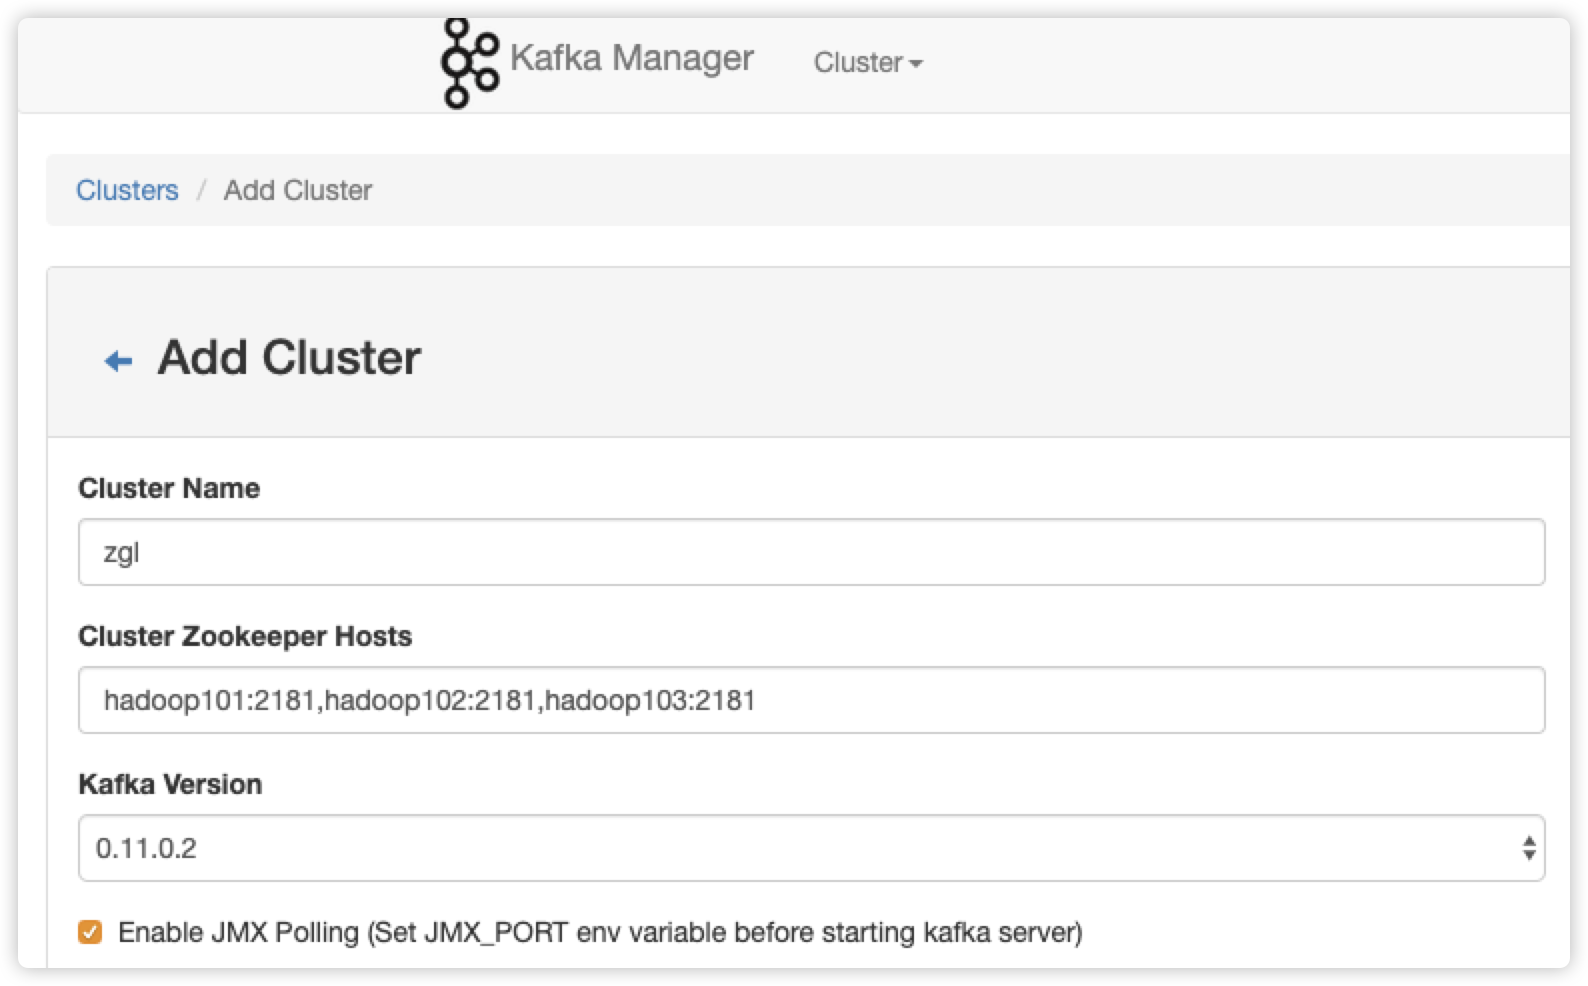 Kafka Manager Cluster
Clusters / Add Cluster
Add Cluster
Cluster Name
zgl
Cluster Zookeeper Hosts
hadoop101:2181,hadoop102:2181,hadoop103:2181
Kafka Version
0.11.0.2
Enable JMX Polling (Set JMX_PORT env variable before starting kafka server)